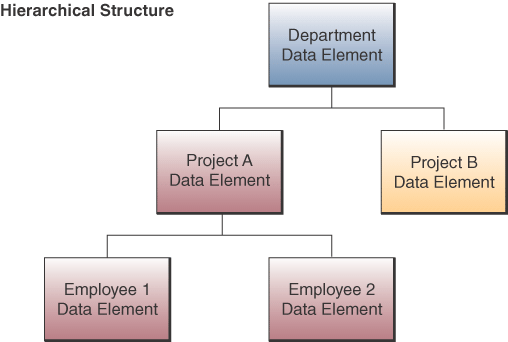 Hierarchical Structure
Department
Data Element
Project A
Data Element
Project B
Data Element
Employee 1
Data Element
Employee 2
Data Element